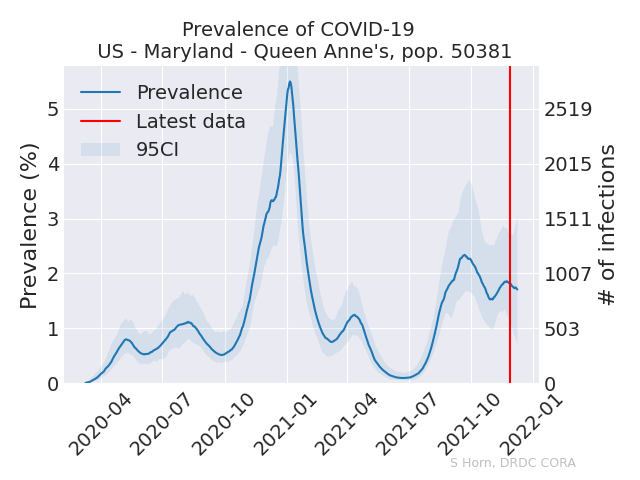 Prevalence of COVID-19
US - Maryland - Queen Anne's, pop. 50381
Prevalence
Latest data
95CI
Prevalence (%)
5
4
3
2
1
0
2519
2015
1511
1007
503
0
# of infections
2020-04
2020-07
2020-10
2021-01
2021-04
2021-07
2021-10
2022-01
S Horn, DRDC CORA